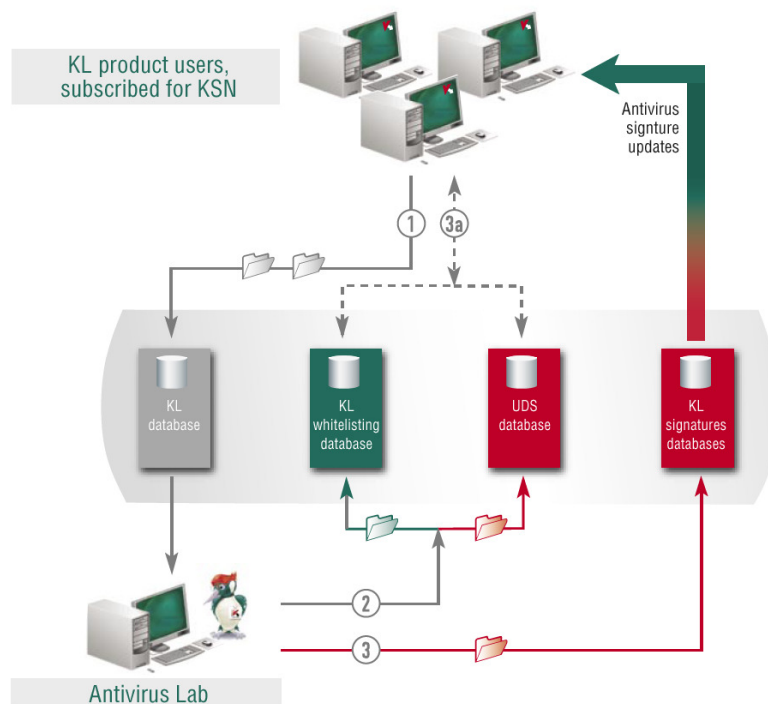 KL product users,
subscribed for KSN
Antivirus
signture
updates
1
3a
KL
database
KL
whitelisting
database
UDS
database
KL
signatures
databases
2
3
Antivirus Lab